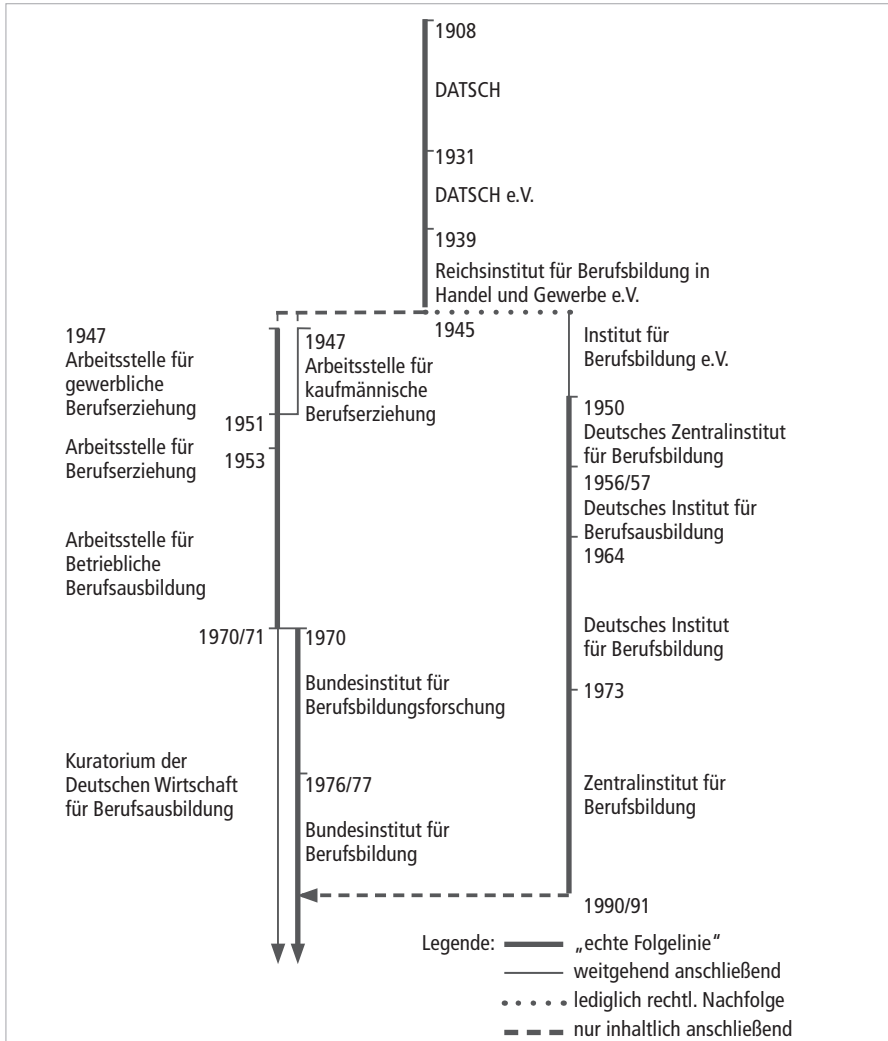 1908
DATSCH
1931
DATSCH e.V.
1939
Reichsinstitut für Berufsbildung in
Handel und Gewerbe e.V.
1945
1947
Arbeitsstelle für
gewerbliche
Berufserziehung
1947
Arbeitsstelle für
kaufmännische
Berufserziehung
1951
Arbeitsstelle für
Berufserziehung
1953
Arbeitsstelle für
Betriebliche
Berufsausbildung
1970/71
1970
Bundesinstitut für
Berufsbildungsforschung
Kuratorium der
Deutschen Wirtschaft
für Berufsausbildung
1976/77
Bundesinstitut für
Berufsbildung
Institut für
Berufsbildung e.V.
1950
Deutsches Zentralinstitut
für Berufsbildung
1956/57
Deutsches Institut für
Berufsausbildung
1964
Deutsches Institut
für Berufsbildung
1973
Zentralinstitut für
Berufsbildung
1990/91
Legende:
„echte Folgelinie“
weitgehend anschließend
lediglich rechtl. Nachfolge
nur inhaltlich anschließend